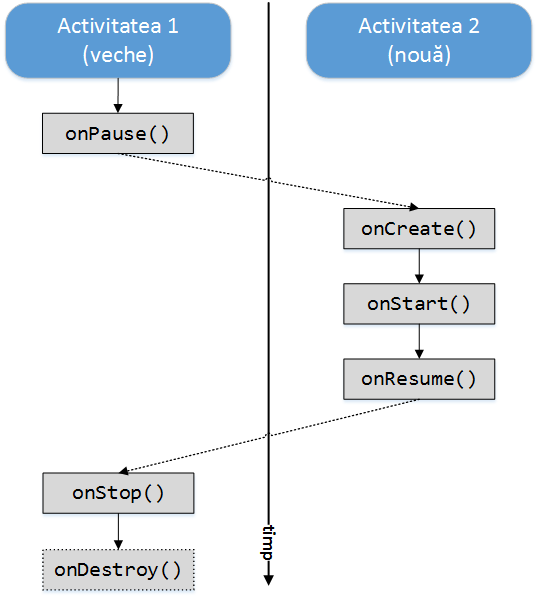 Activitatea 1
(veche)
Activitatea 2
(nouă)
onPause()
onCreate()
onStart()
onResume()
onStop()
timp
onDestroy()